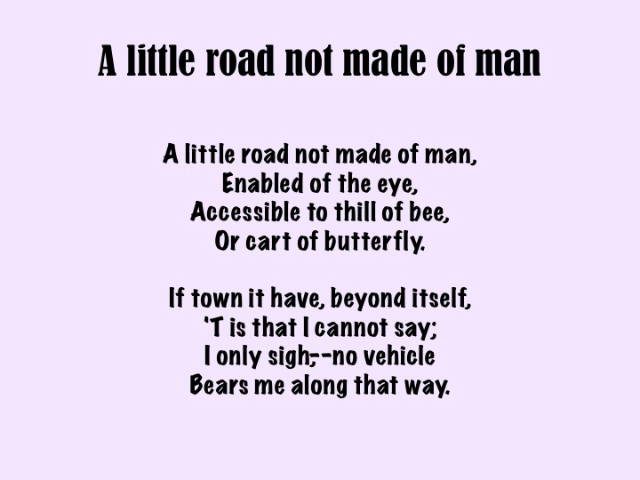 A little road not made of man
A little road not made of man,
Enabled of the eye,
Accessible to thill of bee,
Or cart of butterfly.
If town it have, beyond itself,
'T is that I cannot say;
I only sigh,--no vehicle
Bears me along that way.